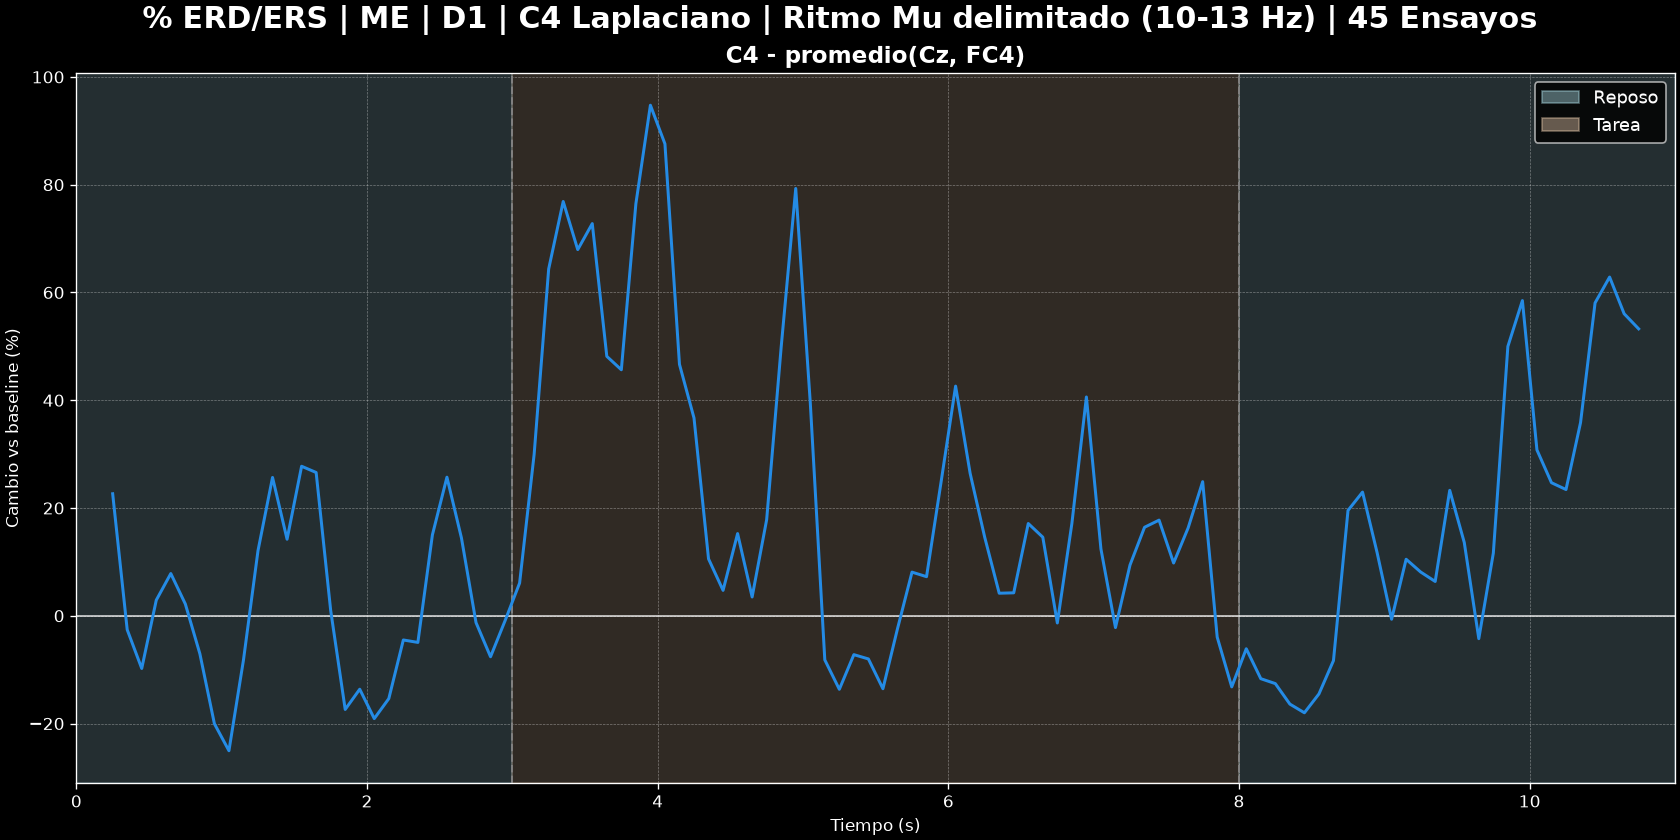 % ERD/ERS | ME | D1 | C4 Laplaciano | Ritmo Mu delimitado (10-13 Hz) | 45 Ensayos
C4 - promedio(Cz, FC4)
Reposo
Tarea
Cambio vs baseline (%)
100
80
60
40
20
0
−20
0
2
4
6
8
10
Tiempo (s)